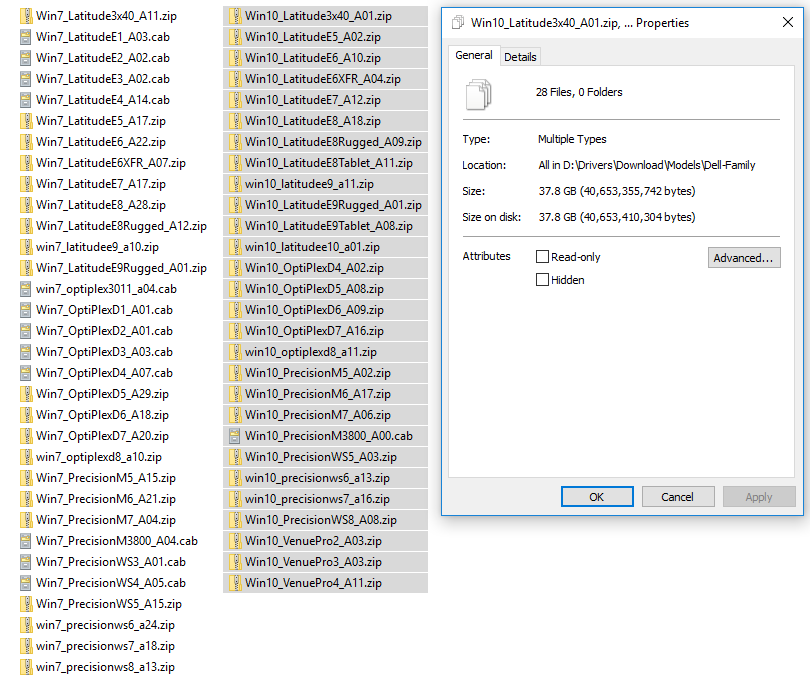 Win7_Latitude3x40_A11.zip
Win7_LatitudeE1_A03.cab
Win7_LatitudeE2_A02.cab
Win7_LatitudeE3_A02.cab
Win7_LatitudeE4_A14.cab
Win7_LatitudeE5_A17.zip
Win7_LatitudeE6_A22.zip
Win7_LatitudeE6XFR_A07.zip
Win7_LatitudeE7_A17.zip
Win7_LatitudeE8_A28.zip
Win7_LatitudeE8Rugged_A12.zip
win7_latitudee9_a10.zip
Win7_LatitudeE9Rugged_A01.zip
win7_optiplex3011_a04.cab
Win7_OptiPlexD1_A01.cab
Win7_OptiPlexD2_A01.cab
Win7_OptiPlexD3_A03.cab
Win7_OptiPlexD4_A07.cab
Win7_OptiPlexD5_A29.zip
Win7_OptiPlexD6_A18.zip
Win7_OptiPlexD7_A20.zip
win7_optiplexd8_a10.zip
Win7_PrecisionM5_A15.zip
Win7_PrecisionM6_A21.zip
Win7_PrecisionM7_A04.zip
Win7_PrecisionM3800_A04.cab
Win7_PrecisionWS3_A01.cab
Win7_PrecisionWS4_A05.cab
Win7_PrecisionWS5_A15.zip
win7_precisionws6_a24.zip
win7_precisionws7_a18.zip
win7_precisionws8_a13.zip
Win10_Latitude3x40_A01.zip
Win10_LatitudeE5_A02.zip
Win10_LatitudeE6_A10.zip
Win10_LatitudeE6XFR_A04.zip
Win10_LatitudeE7_A12.zip
Win10_LatitudeE8_A18.zip
Win10_LatitudeE8Rugged_A09.zip
Win10_LatitudeE8Tablet_A11.zip
win10_latitudee9_a11.zip
Win10_LatitudeE9Rugged_A01.zip
Win10_LatitudeE9Tablet_A08.zip
win10_latitudee10_a01.zip
Win10_OptiPlexD4_A02.zip
Win10_OptiPlexD5_A08.zip
Win10_OptiPlexD6_A09.zip
Win10_OptiPlexD7_A16.zip
win10_optiplexd8_a11.zip
Win10_PrecisionM5_A02.zip
Win10_PrecisionM6_A17.zip
Win10_PrecisionM7_A06.zip
Win10_PrecisionM3800_A00.cab
Win10_PrecisionWS5_A03.zip
win10_precisionws6_a13.zip
win10_precisionws7_a16.zip
Win10_PrecisionWS8_A08.zip
Win10_VenuePro2_A03.zip
Win10_VenuePro3_A03.zip
Win10_VenuePro4_A11.zip
Win10_Latitude3x40_A01.zip, ... Properties
General Details
28 Files, 0 Folders
Type: Multiple Types
Location: All in D:\Drivers\Download\Models\Dell-Family
Size: 37.8 GB (40,653,355,742 bytes)
Size on disk: 37.8 GB (40,653,410,304 bytes)
Attributes Read-only Advanced...
Hidden
OK Cancel Apply